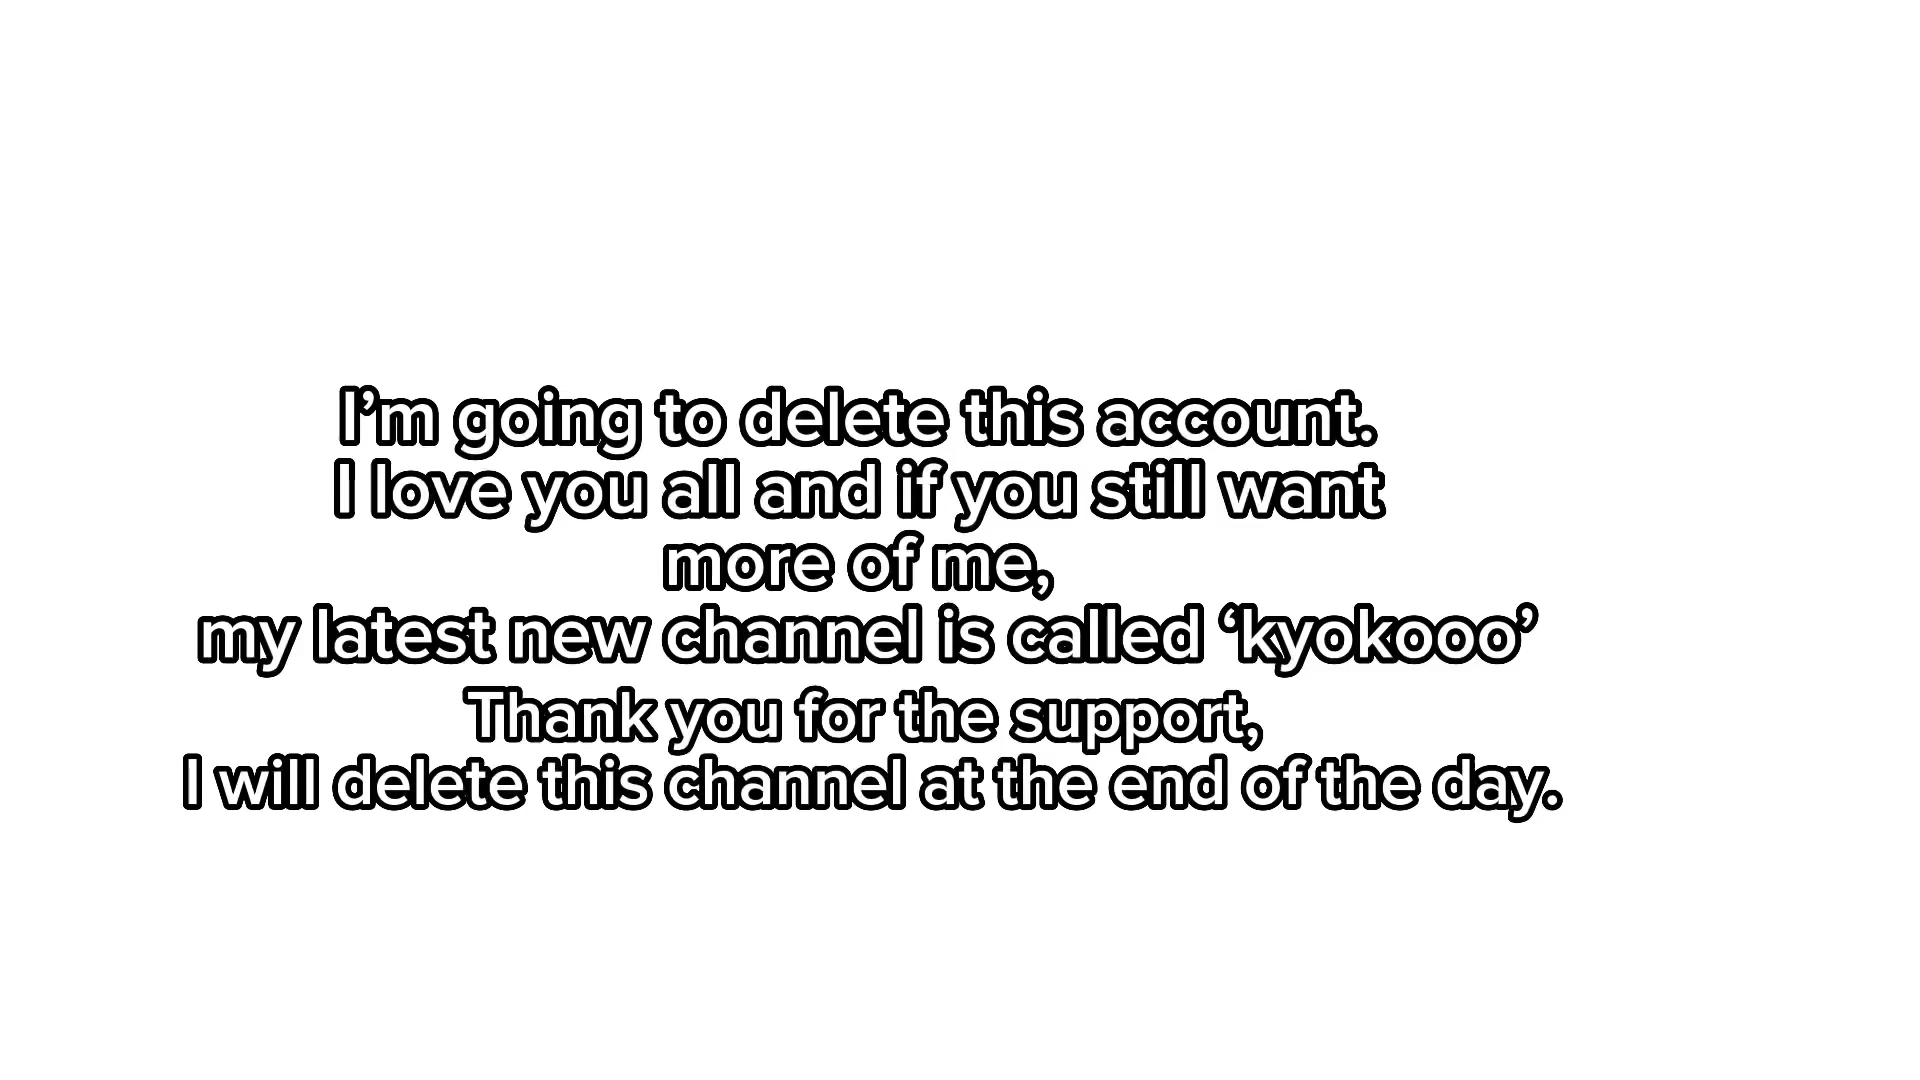 I’m going to delete this account.
I love you all and if you still want
more of me,
my latest new channel is called ‘kyokooo’
Thank you for the support,
I will delete this channel at the end of the day.